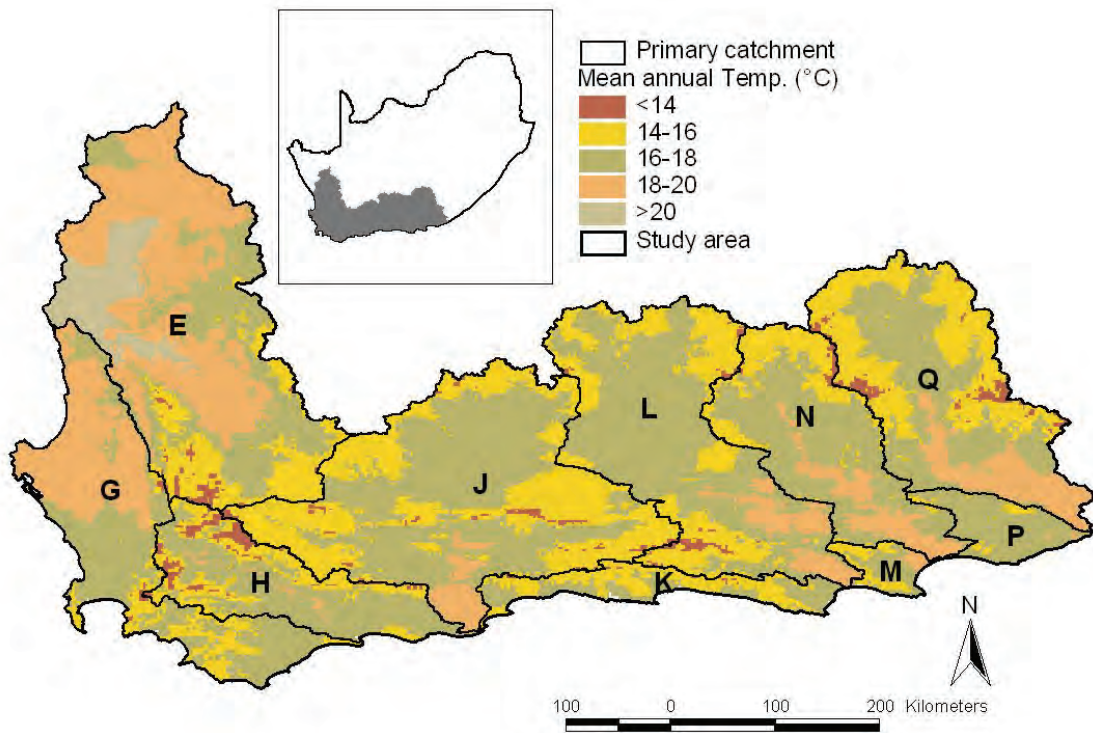 Primary catchment
Mean annual Temp. (°C)
<14
14-16
16-18
18-20
>20
Study area
E
Q
L
N
G
J
P
H
K
M
N
100 0 100 200 Kilometers